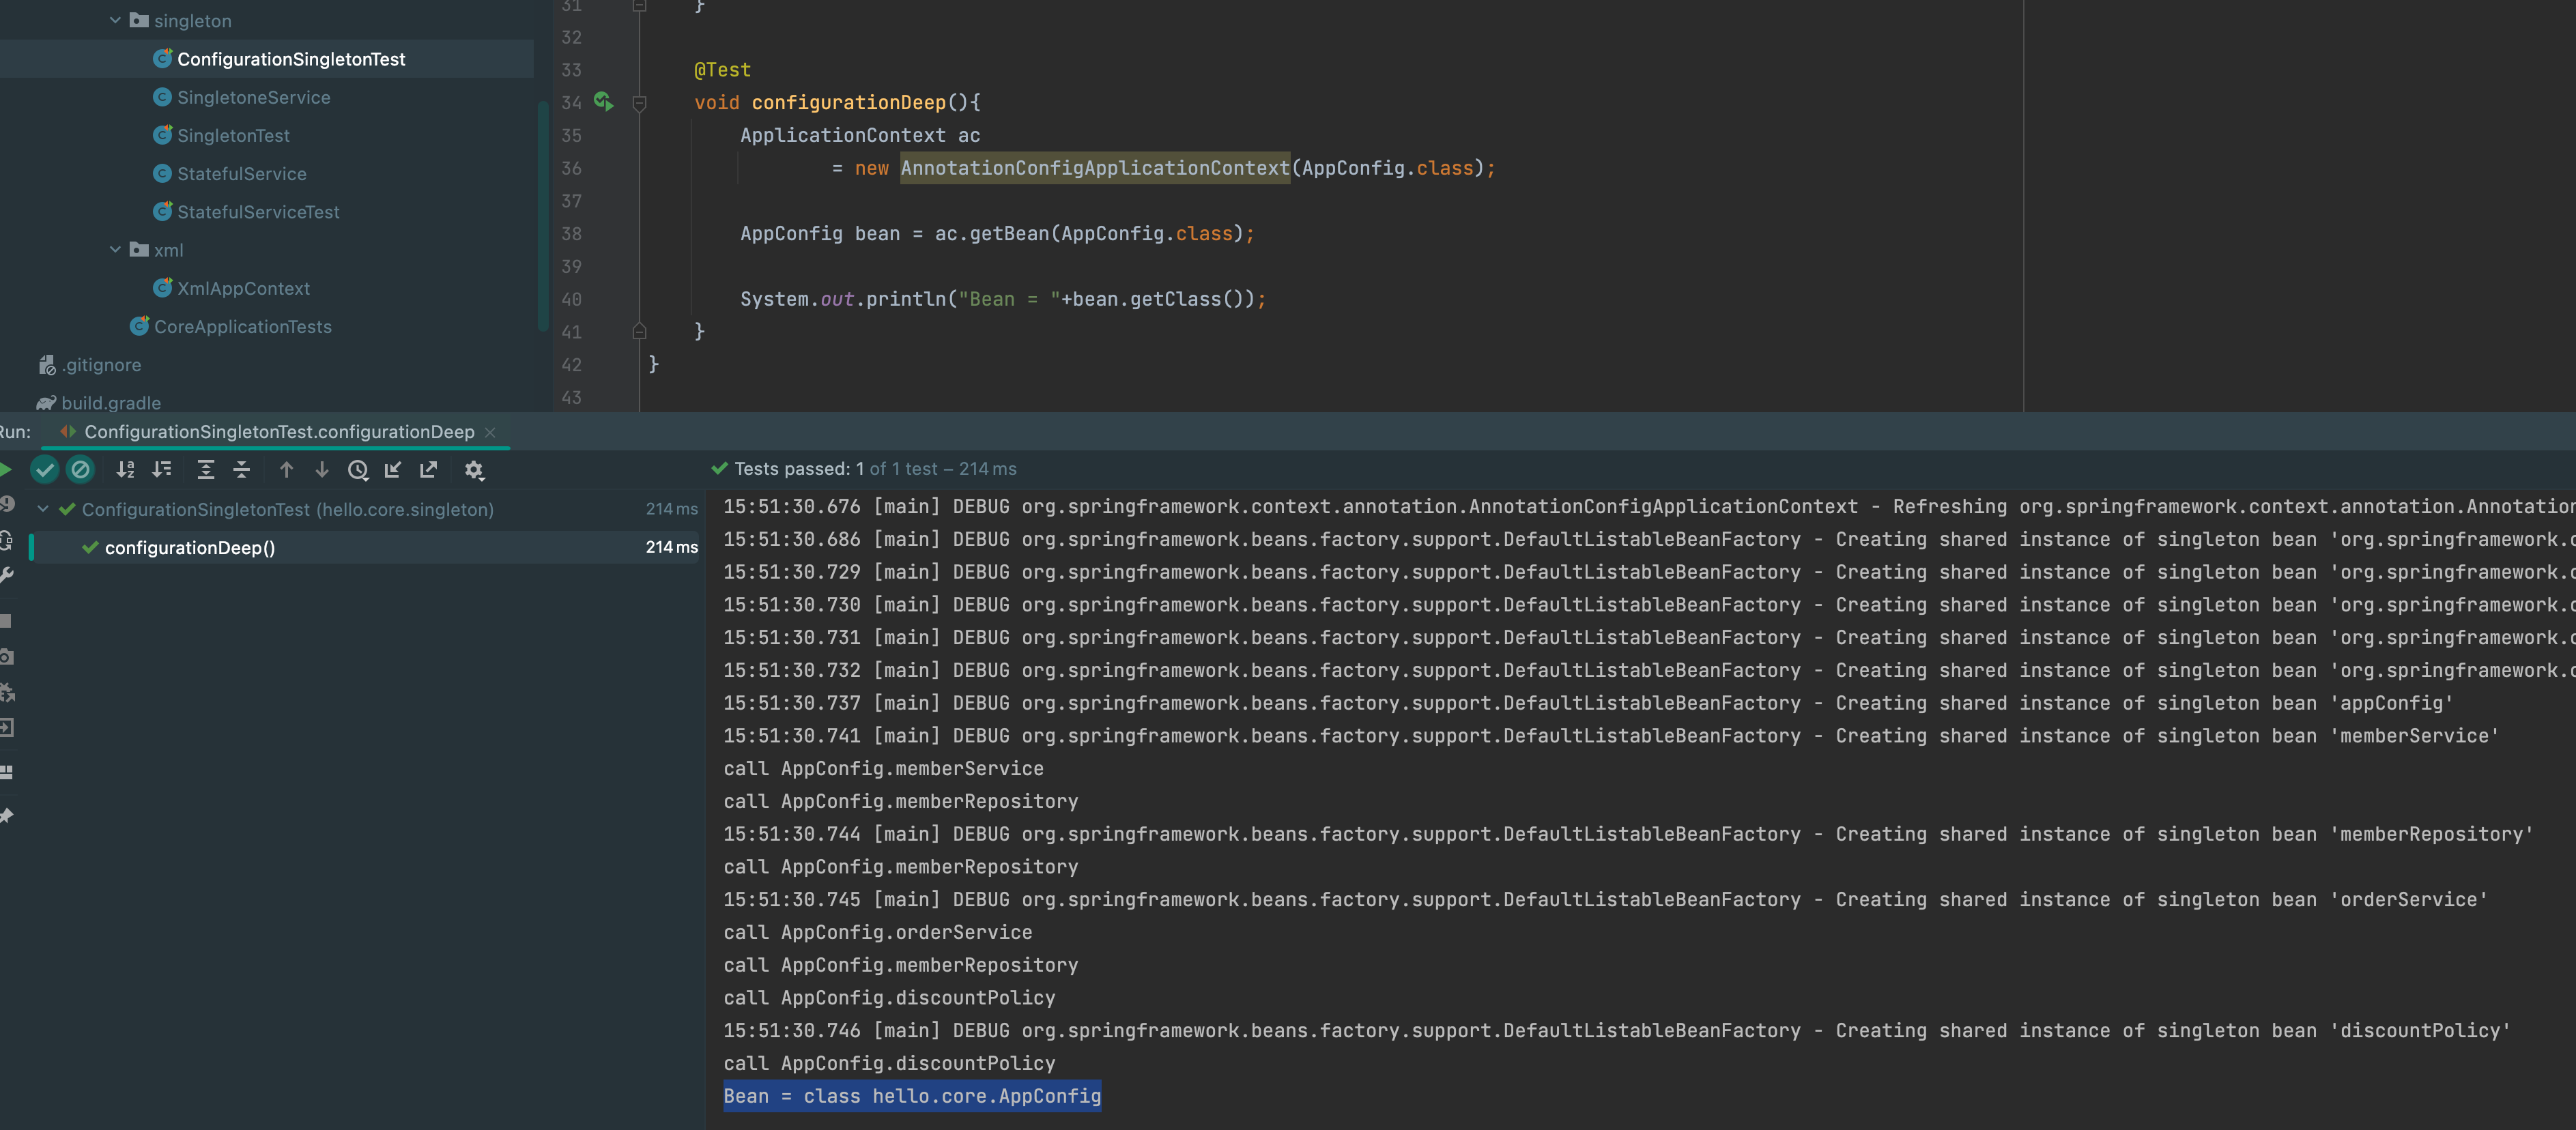 singleton
ConfigurationSingletonTest
SingletoneService
SingletonTest
StatefulService
StatefulServiceTest
xml
XmlAppContext
CoreApplicationTests
.gitignore
build.gradle
31 }
32
33 @Test
34 void configurationDeep(){
35 ApplicationContext ac
36 = new AnnotationConfigApplicationContext(AppConfig.class);
37
38 AppConfig bean = ac.getBean(AppConfig.class);
39
40 System.out.println("Bean = "+bean.getClass());
41 }
42 }
43
Run: ConfigurationSingletonTest.configurationDeep
Tests passed: 1 of 1 test – 214 ms
ConfigurationSingletonTest (hello.core.singleton) 214 ms
configurationDeep() 214 ms
15:51:30.676 [main] DEBUG org.springframework.context.annotation.AnnotationConfigApplicationContext - Refreshing org.springframework.context.annotation.Annotation
15:51:30.686 [main] DEBUG org.springframework.beans.factory.support.DefaultListableBeanFactory - Creating shared instance of singleton bean 'org.springframework.c
15:51:30.729 [main] DEBUG org.springframework.beans.factory.support.DefaultListableBeanFactory - Creating shared instance of singleton bean 'org.springframework.c
15:51:30.730 [main] DEBUG org.springframework.beans.factory.support.DefaultListableBeanFactory - Creating shared instance of singleton bean 'org.springframework.c
15:51:30.731 [main] DEBUG org.springframework.beans.factory.support.DefaultListableBeanFactory - Creating shared instance of singleton bean 'org.springframework.c
15:51:30.732 [main] DEBUG org.springframework.beans.factory.support.DefaultListableBeanFactory - Creating shared instance of singleton bean 'org.springframework.c
15:51:30.737 [main] DEBUG org.springframework.beans.factory.support.DefaultListableBeanFactory - Creating shared instance of singleton bean 'appConfig'
15:51:30.741 [main] DEBUG org.springframework.beans.factory.support.DefaultListableBeanFactory - Creating shared instance of singleton bean 'memberService'
call AppConfig.memberService
call AppConfig.memberRepository
15:51:30.744 [main] DEBUG org.springframework.beans.factory.support.DefaultListableBeanFactory - Creating shared instance of singleton bean 'memberRepository'
call AppConfig.memberRepository
15:51:30.745 [main] DEBUG org.springframework.beans.factory.support.DefaultListableBeanFactory - Creating shared instance of singleton bean 'orderService'
call AppConfig.orderService
call AppConfig.memberRepository
call AppConfig.discountPolicy
15:51:30.746 [main] DEBUG org.springframework.beans.factory.support.DefaultListableBeanFactory - Creating shared instance of singleton bean 'discountPolicy'
call AppConfig.discountPolicy
Bean = class hello.core.AppConfig